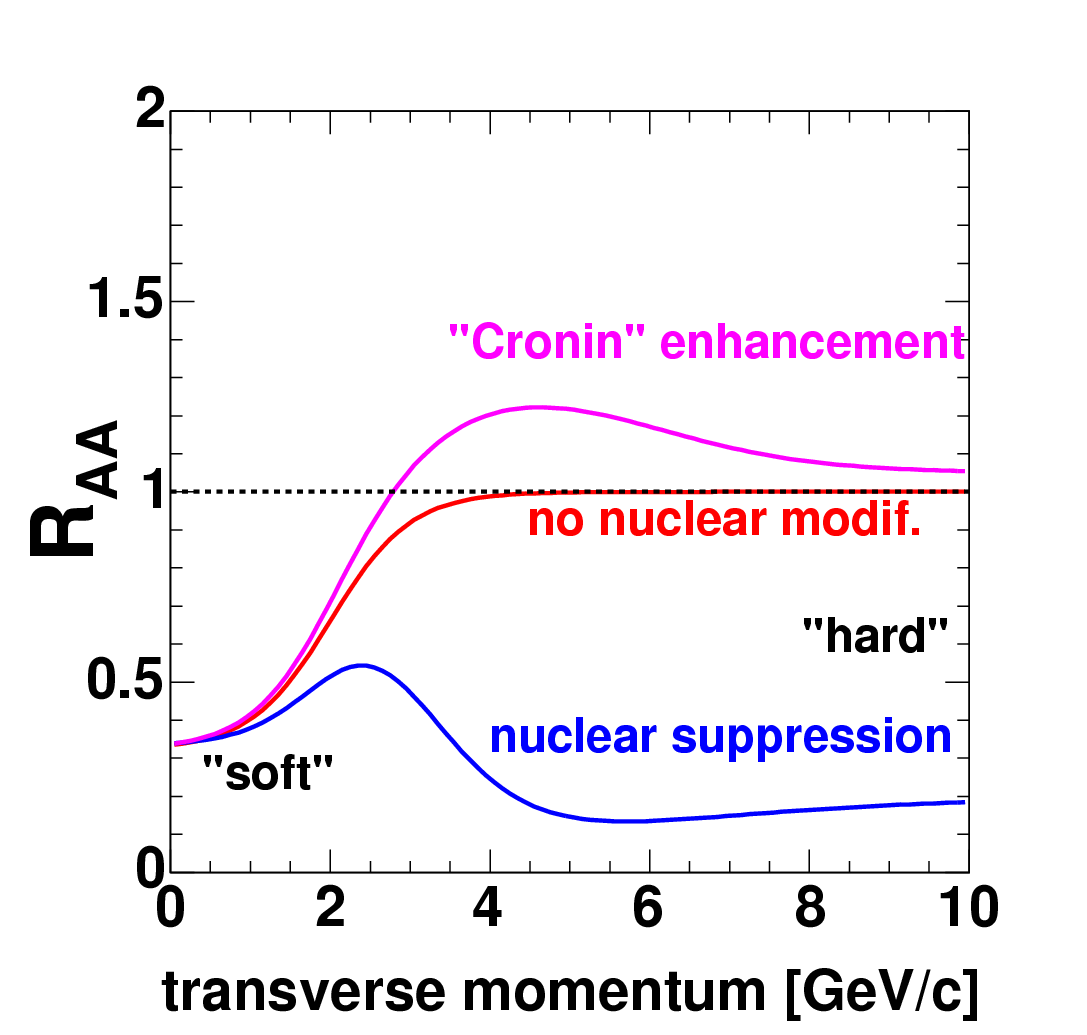 2
1.5
"Cronin" enhancement
RAA
1
no nuclear modif.
"hard"
0.5
nuclear suppression
"soft"
0
0 2 4 6 8 10
transverse momentum [GeV/c]